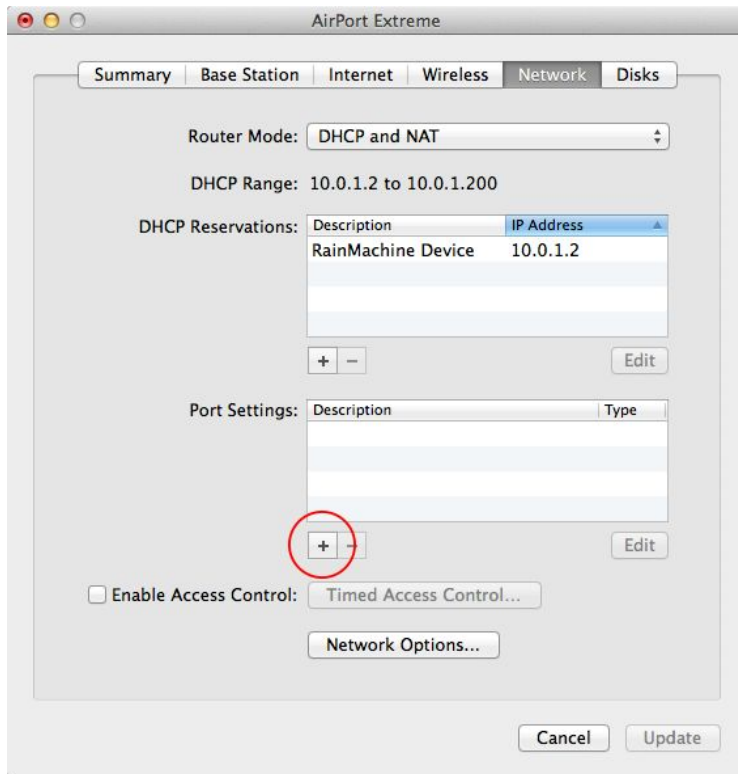 AirPort Extreme
Summary Base Station Internet Wireless Network Disks
Router Mode: DHCP and NAT
DHCP Range: 10.0.1.2 to 10.0.1.200
DHCP Reservations: Description IP Address
RainMachine Device 10.0.1.2
+ − Edit
Port Settings: Description Type
+ − Edit
Enable Access Control: Timed Access Control...
Network Options...
Cancel Update